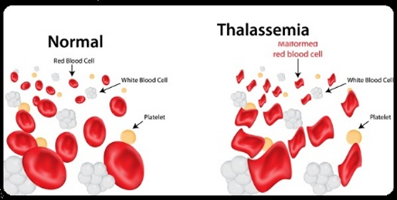 Normal
Red Blood Cell
White Blood Cell
Platelet
Thalassemia
Malformed
red blood cell
White Blood Cell
Platelet